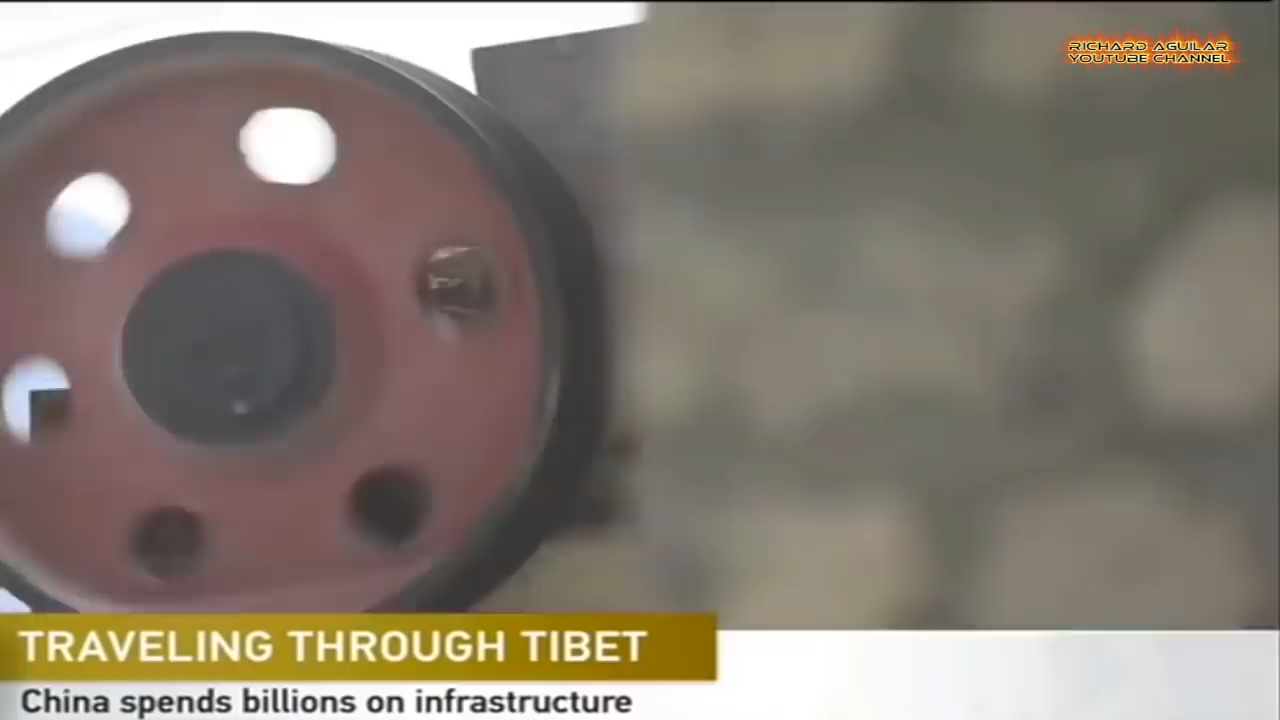 RICHARD AGUILAR
YOUTUBE CHANNEL
TRAVELING THROUGH TIBET
China spends billions on infrastructure